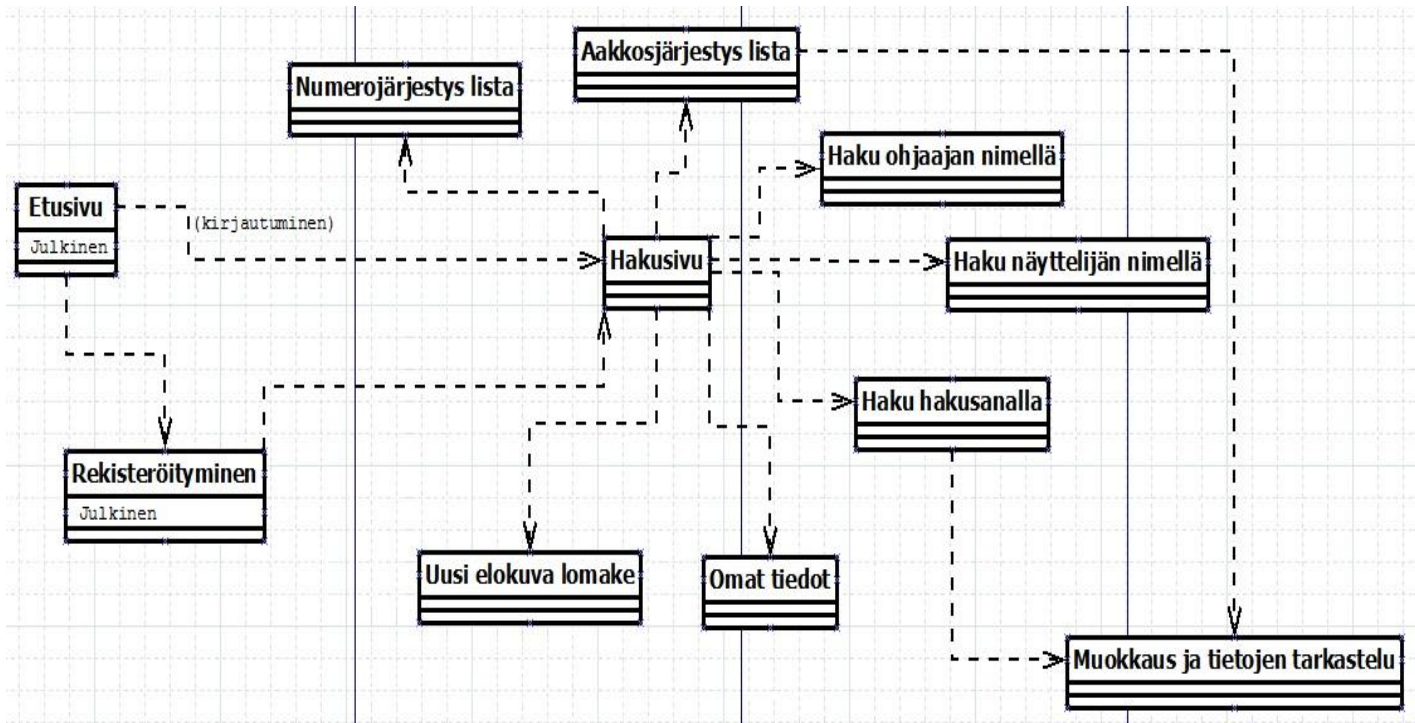 Aakkosjärjestys lista
Numerojärjestys lista
Haku ohjaajan nimellä
Etusivu
Julkinen
(kirjautuminen)
Hakusivu
Haku näyttelijän nimellä
Haku hakusanalla
Rekisteröityminen
Julkinen
Uusi elokuva lomake
Omat tiedot
Muokkaus ja tietojen tarkastelu